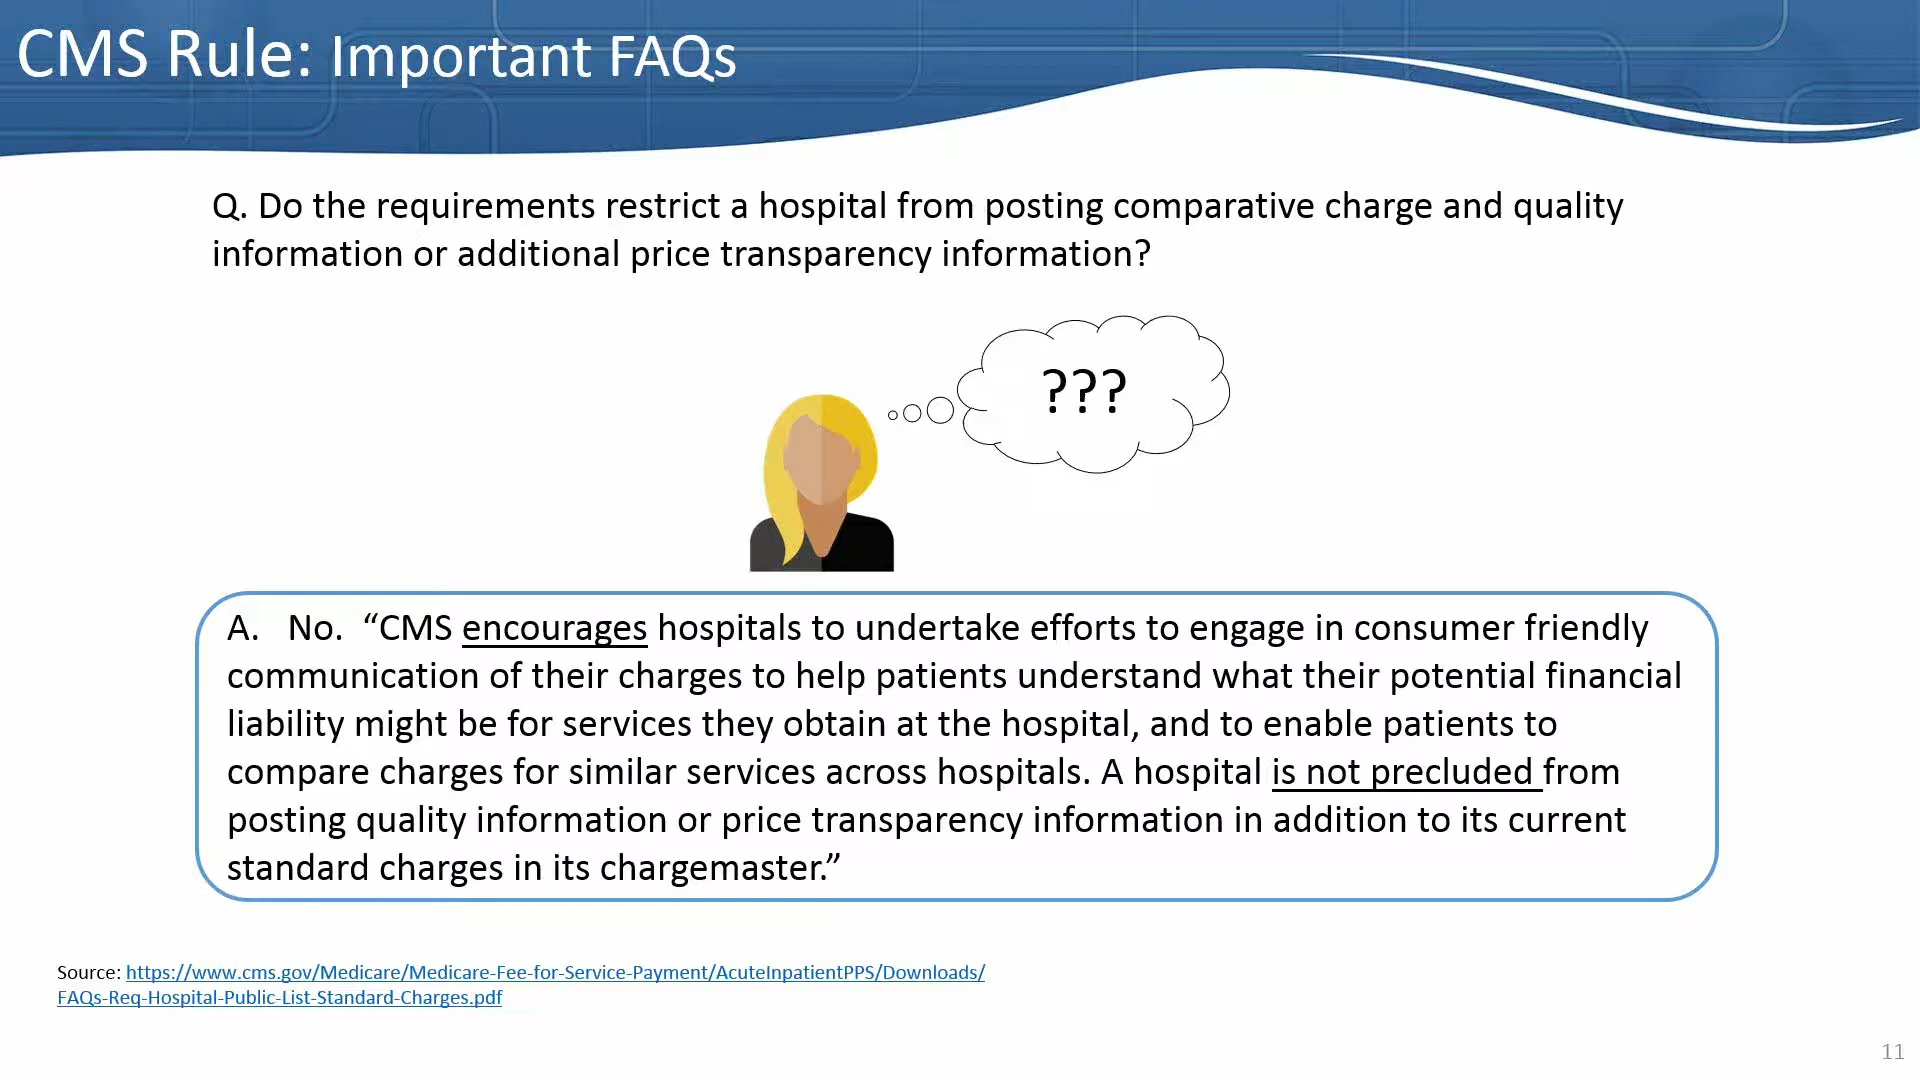 CMS Rule: Important FAQs
Q. Do the requirements restrict a hospital from posting comparative charge and quality
information or additional price transparency information?
???
A.   No.  “CMS encourages hospitals to undertake efforts to engage in consumer friendly
communication of their charges to help patients understand what their potential financial
liability might be for services they obtain at the hospital, and to enable patients to
compare charges for similar services across hospitals. A hospital is not precluded from
posting quality information or price transparency information in addition to its current
standard charges in its chargemaster.”
Source: https://www.cms.gov/Medicare/Medicare-Fee-for-Service-Payment/AcuteInpatientPPS/Downloads/
FAQs-Req-Hospital-Public-List-Standard-Charges.pdf
11